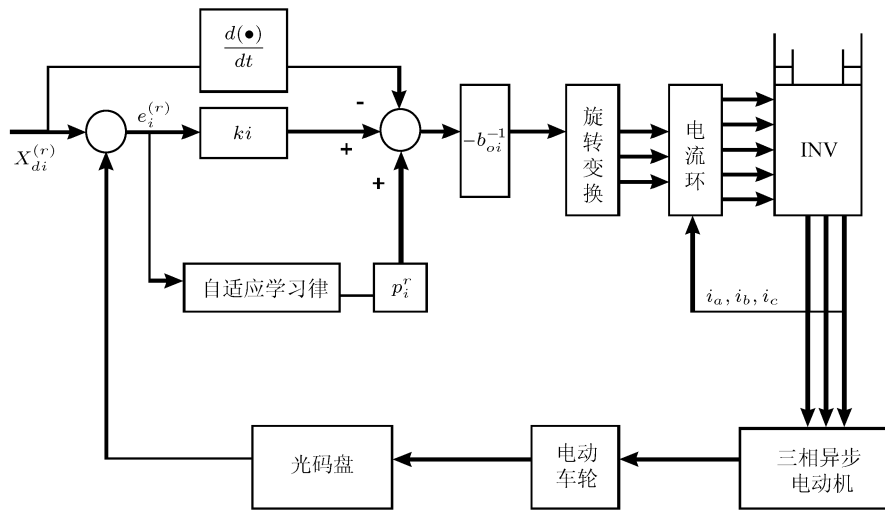 d(•)
dt
X_{di}^{(r)}
e_i^{(r)}
ki
-
+
+
-b_{oi}^{-1}
旋转变换
电流环
INV
自适应学习律
p_i^r
i_a, i_b, i_c
光码盘
电动
车轮
三相异步
电动机